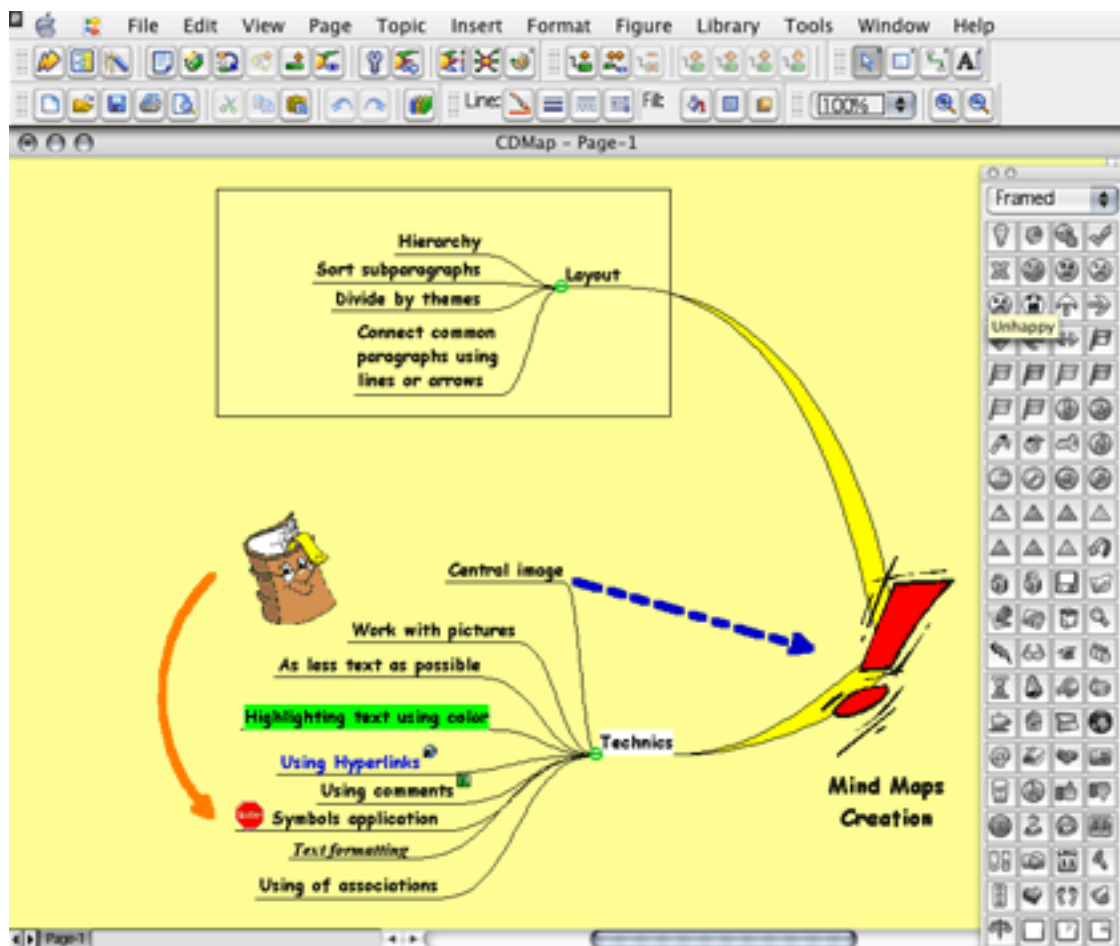 File Edit View Page Topic Insert Format Figure Library Tools Window Help
Line: Fill: 100%
CDMap - Page-1
Framed
Unhappy
Hierarchy
Sort subparagraphs
Divide by themes
Connect common
paragraphs using
lines or arrows
Layout
Central image
Work with pictures
As less text as possible
Highlighting text using color
Using Hyperlinks
Using comments
Symbols application
Text formatting
Using of associations
Technics
Mind Maps
Creation
Page-1